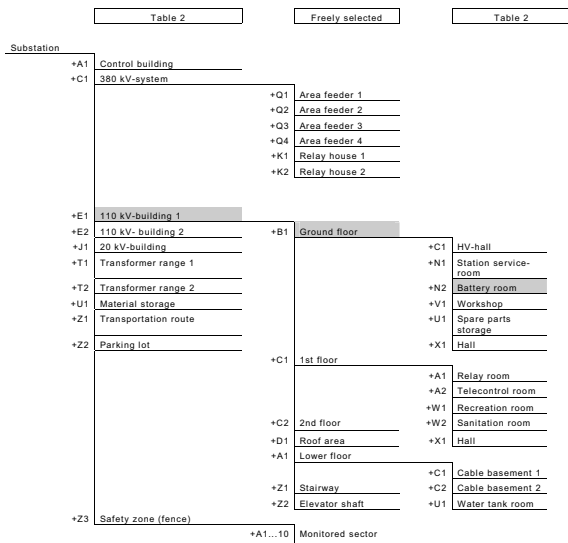 Table 2 Freely selected Table 2
Substation
+A1 Control building
+C1 380 kV-system
+Q1 Area feeder 1
+Q2 Area feeder 2
+Q3 Area feeder 3
+Q4 Area feeder 4
+K1 Relay house 1
+K2 Relay house 2
+E1 110 kV-building 1
+E2 110 kV- building 2 +B1 Ground floor
+J1 20 kV-building +C1 HV-hall
+T1 Transformer range 1 +N1 Station service-
room
+T2 Transformer range 2 +N2 Battery room
+U1 Material storage +V1 Workshop
+Z1 Transportation route +U1 Spare parts
storage
+Z2 Parking lot +X1 Hall
+C1 1st floor
+A1 Relay room
+A2 Telecontrol room
+W1 Recreation room
+C2 2nd floor +W2 Sanitation room
+D1 Roof area +X1 Hall
+A1 Lower floor
+C1 Cable basement 1
+Z1 Stairway +C2 Cable basement 2
+Z2 Elevator shaft +U1 Water tank room
+Z3 Safety zone (fence)
+A1...10 Monitored sector